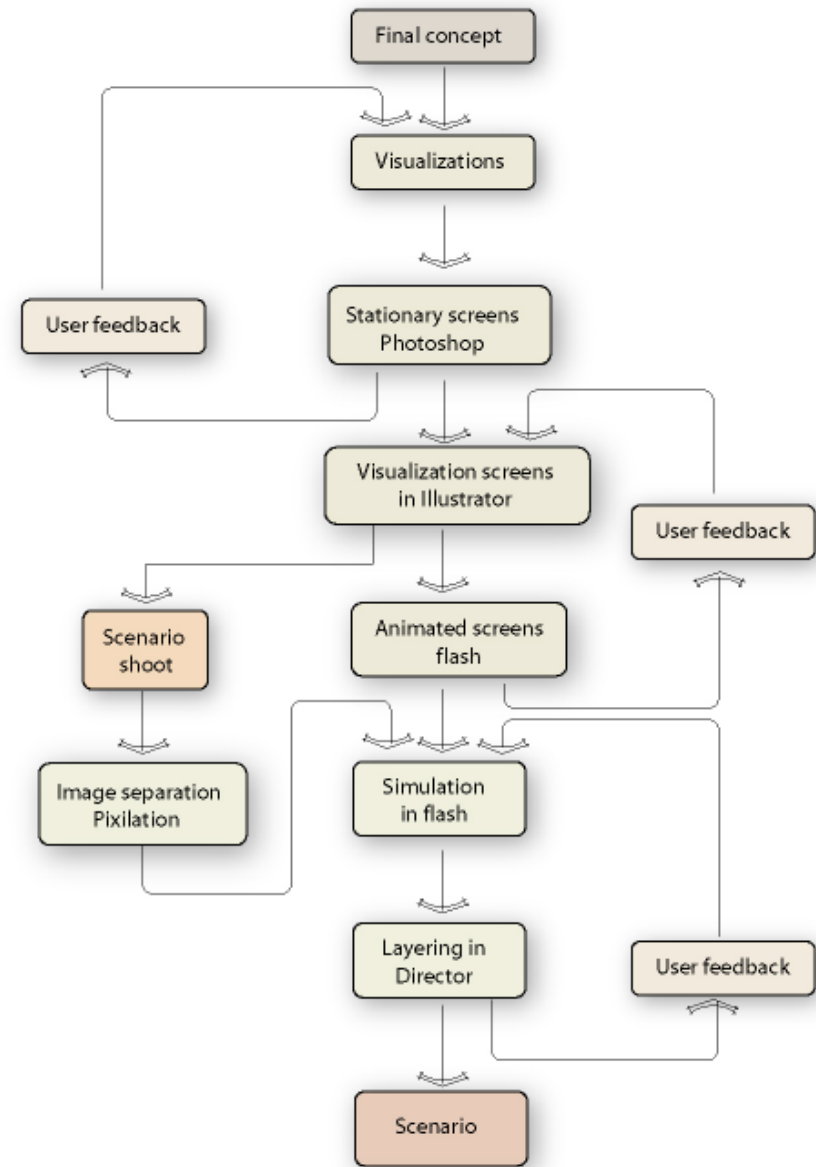 Final concept
Visualizations
User feedback
Stationary screens
Photoshop
Visualization screens
in Illustrator
User feedback
Scenario
shoot
Animated screens
flash
Image separation
Pixilation
Simulation
in flash
Layering in
Director
User feedback
Scenario